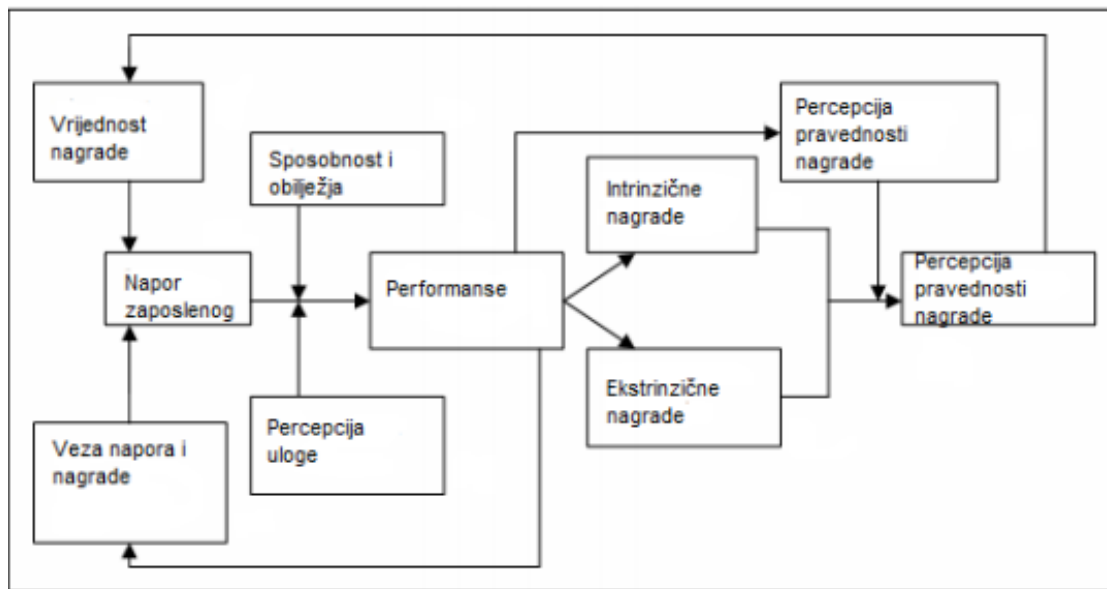 Vrijednost
nagrade
Sposobnost i
obilježja
Percepcija
pravednosti
nagrade
Intrinzične
nagrade
Napor
zaposlenog
Performanse
Percepcija
pravednosti
nagrade
Ekstrinzične
nagrade
Veza napora i
nagrade
Percepcija
uloge